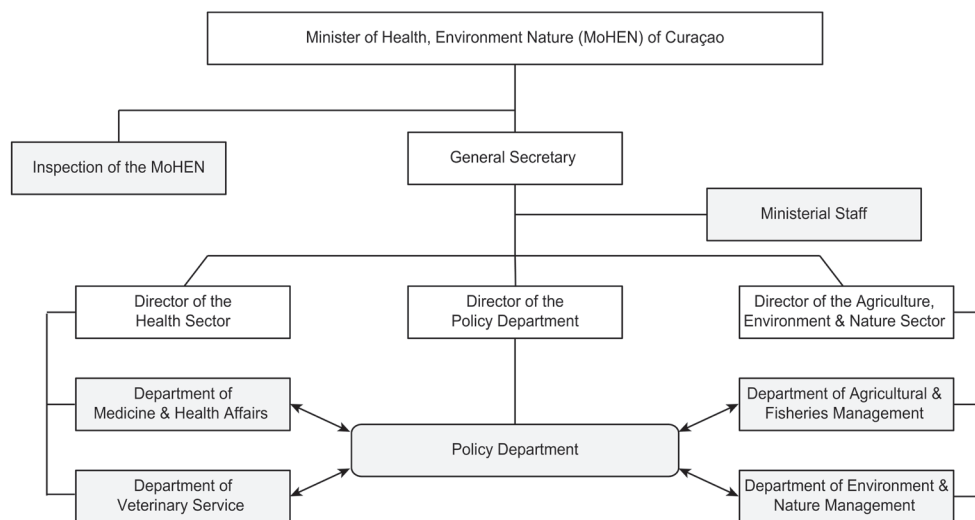 Minister of Health, Environment Nature (MoHEN) of Curaçao
Inspection of the MoHEN
General Secretary
Ministerial Staff
Director of the
Health Sector
Director of the
Policy Department
Director of the Agriculture,
Environment & Nature Sector
Department of
Medicine & Health Affairs
Department of Agricultural &
Fisheries Management
Policy Department
Department of
Veterinary Service
Department of Environment &
Nature Management